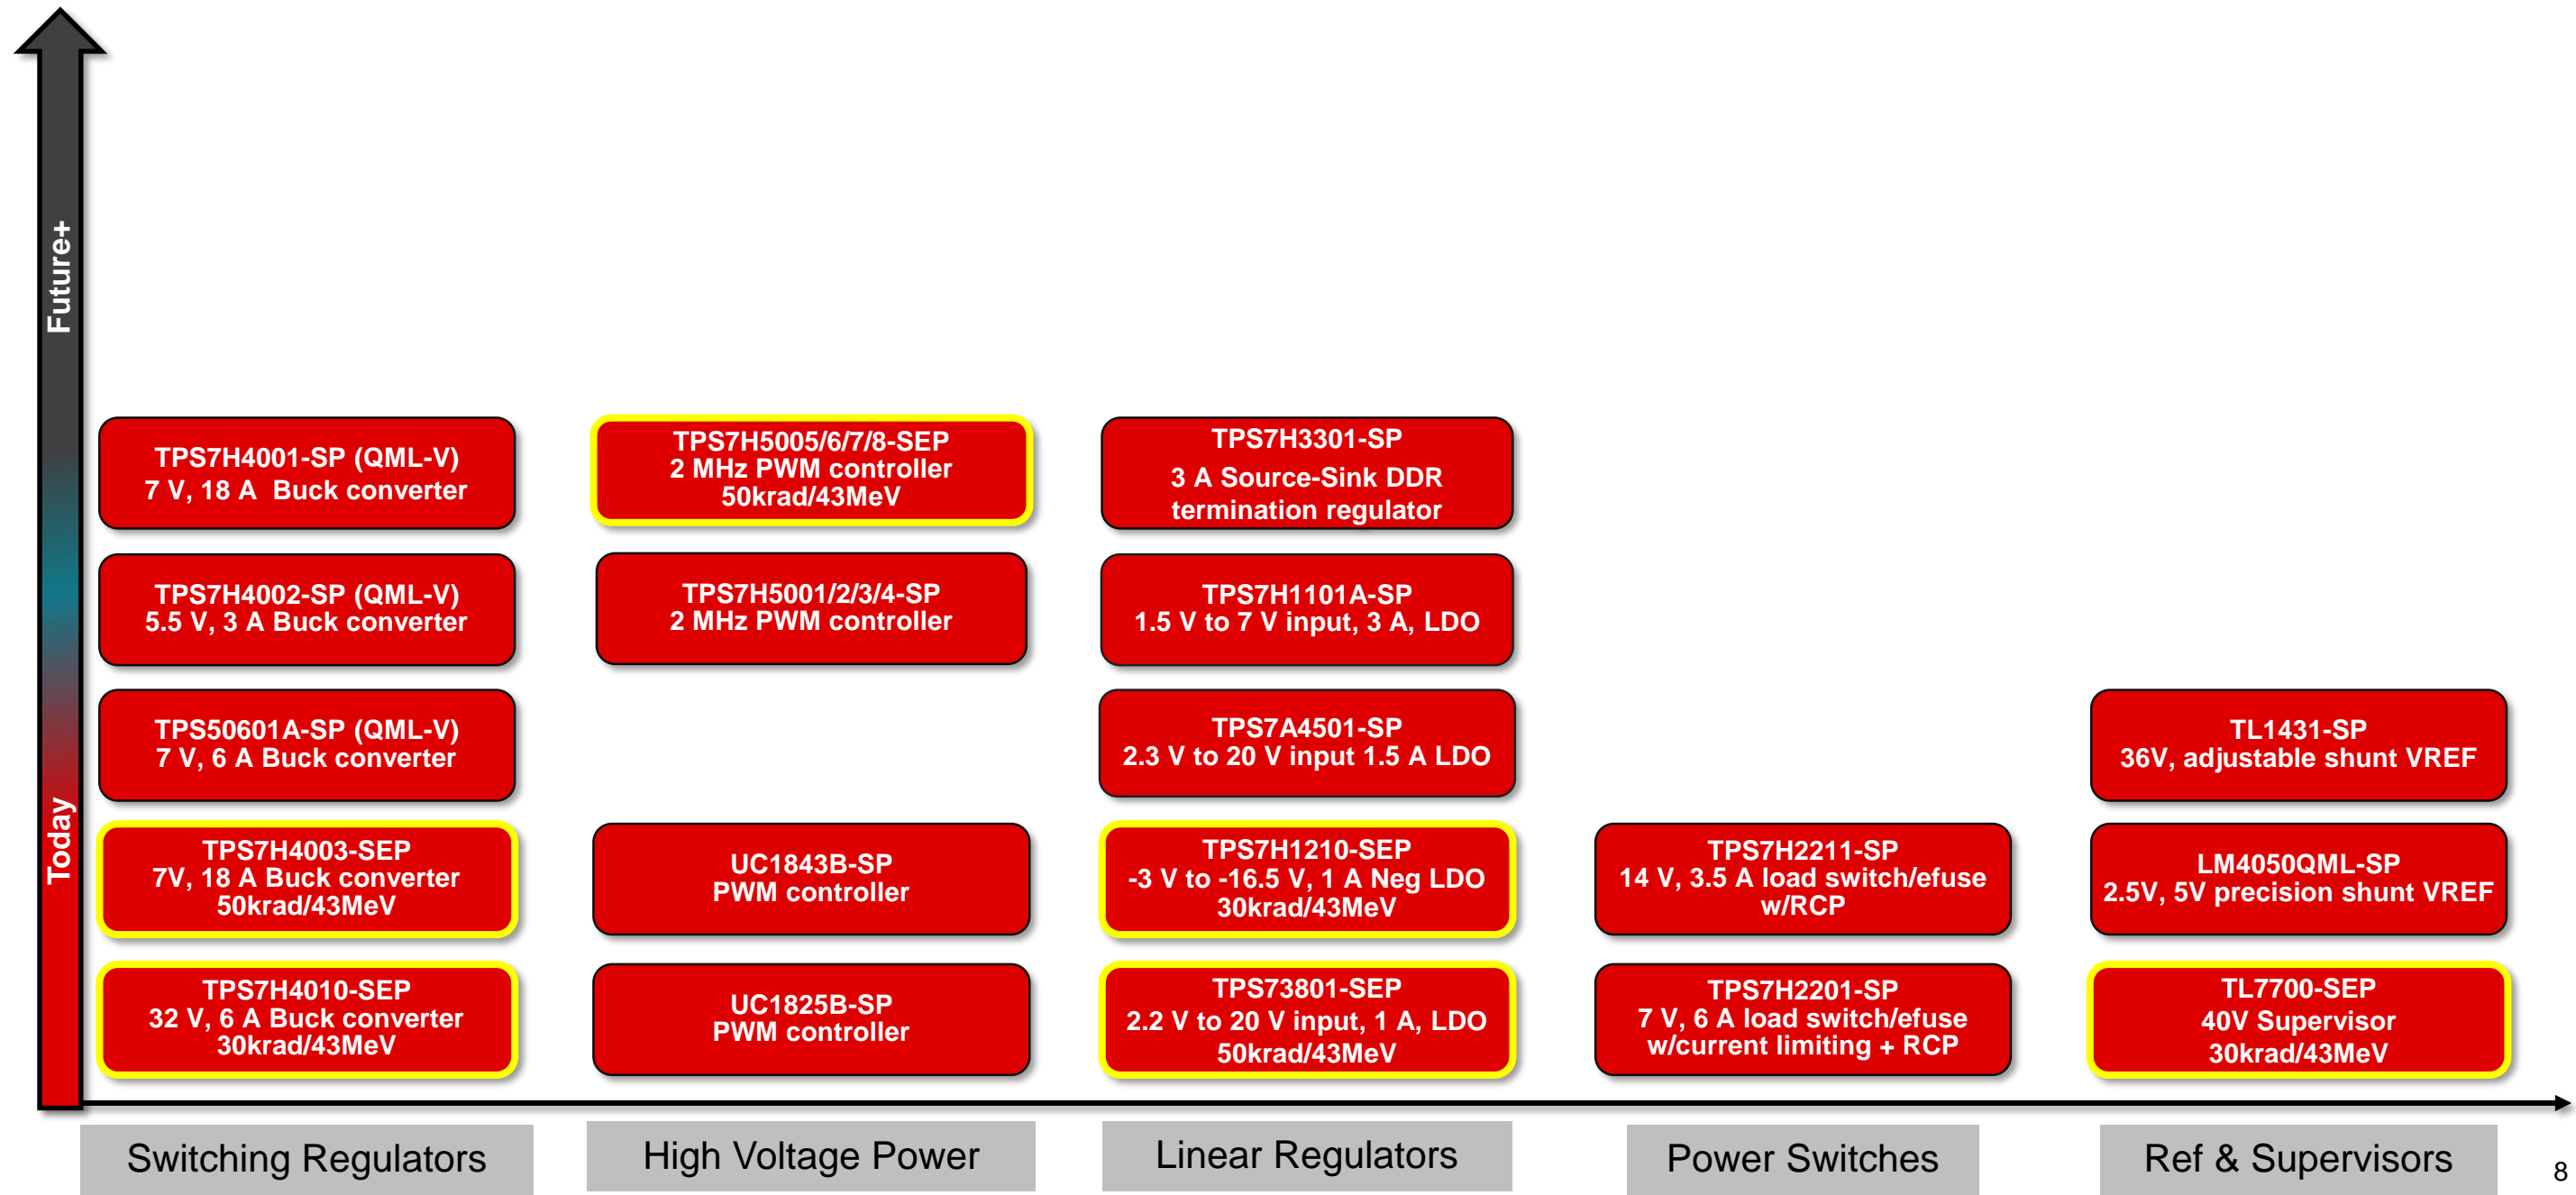 Future+
Today
TPS7H4001-SP (QML-V)
7 V, 18 A Buck converter
TPS7H4002-SP (QML-V)
5.5 V, 3 A Buck converter
TPS50601A-SP (QML-V)
7 V, 6 A Buck converter
TPS7H4003-SEP
7V, 18 A Buck converter
50krad/43MeV
TPS7H4010-SEP
32 V, 6 A Buck converter
30krad/43MeV
Switching Regulators
TPS7H5005/6/7/8-SEP
2 MHz PWM controller
50krad/43MeV
TPS7H5001/2/3/4-SP
2 MHz PWM controller
UC1843B-SP
PWM controller
UC1825B-SP
PWM controller
High Voltage Power
TPS7H3301-SP
3 A Source-Sink DDR
termination regulator
TPS7H1101A-SP
1.5 V to 7 V input, 3 A, LDO
TPS7A4501-SP
2.3 V to 20 V input 1.5 A LDO
TPS7H1210-SEP
-3 V to -16.5 V, 1 A Neg LDO
30krad/43MeV
TPS73801-SEP
2.2 V to 20 V input, 1 A, LDO
50krad/43MeV
Linear Regulators
TPS7H2211-SP
14 V, 3.5 A load switch/efuse
w/RCP
TPS7H2201-SP
7 V, 6 A load switch/efuse
w/current limiting + RCP
Power Switches
TL1431-SP
36V, adjustable shunt VREF
LM4050QML-SP
2.5V, 5V precision shunt VREF
TL7700-SEP
40V Supervisor
30krad/43MeV
Ref & Supervisors
8